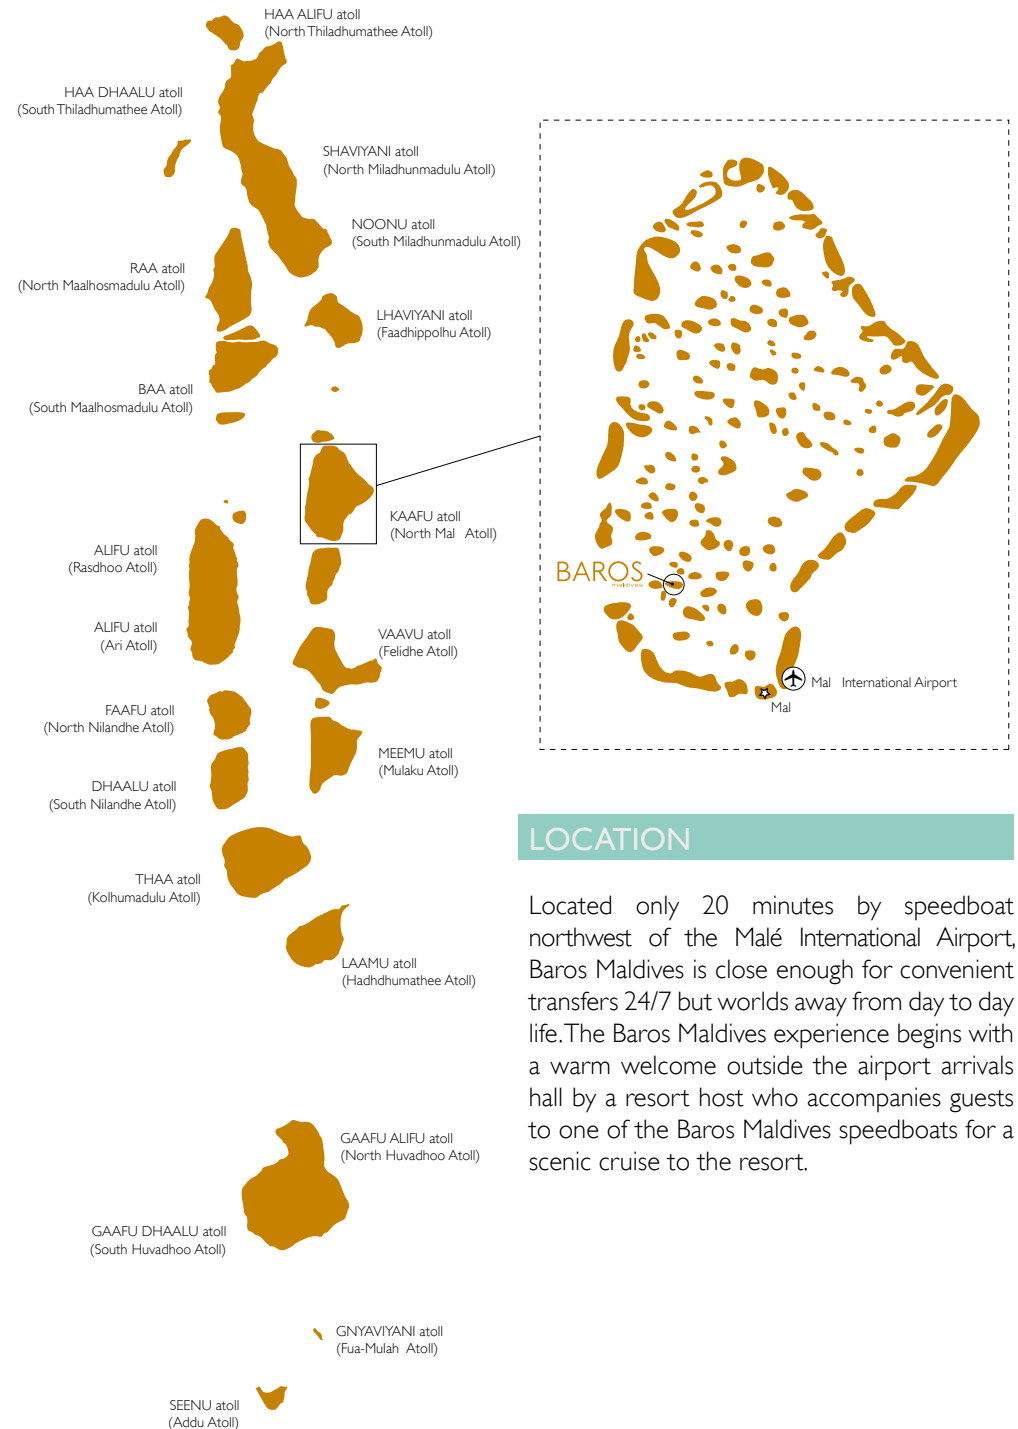 HAA ALIFU atoll
(North Thiladhumathee Atoll)
HAA DHAALU atoll
(South Thiladhumathee Atoll)
SHAVIYANI atoll
(North Miladhunmadulu Atoll)
NOONU atoll
(South Miladhunmadulu Atoll)
RAA atoll
(North Maalhosmadulu Atoll)
LHAVIYANI atoll
(Faadhippolhu Atoll)
BAA atoll
(South Maalhosmadulu Atoll)
KAAFU atoll
(North Mal Atoll)
ALIFU atoll
(Rasdhoo Atoll)
ALIFU atoll
(Ari Atoll)
VAAVU atoll
(Felidhe Atoll)
FAAFU atoll
(North Nilandhe Atoll)
MEEMU atoll
(Mulaku Atoll)
DHAALU atoll
(South Nilandhe Atoll)
THAA atoll
(Kolhumadulu Atoll)
LAAMU atoll
(Hadhdhumathee Atoll)
GAAFU ALIFU atoll
(North Huvadhoo Atoll)
GAAFU DHAALU atoll
(South Huvadhoo Atoll)
GNYAVIYANI atoll
(Fua-Mulah Atoll)
SEENU atoll
(Addu Atoll)
BAROS
maldives
Mal International Airport
Mal
LOCATION
Located only 20 minutes by speedboat
northwest of the Malé International Airport,
Baros Maldives is close enough for convenient
transfers 24/7 but worlds away from day to day
life. The Baros Maldives experience begins with
a warm welcome outside the airport arrivals
hall by a resort host who accompanies guests
to one of the Baros Maldives speedboats for a
scenic cruise to the resort.